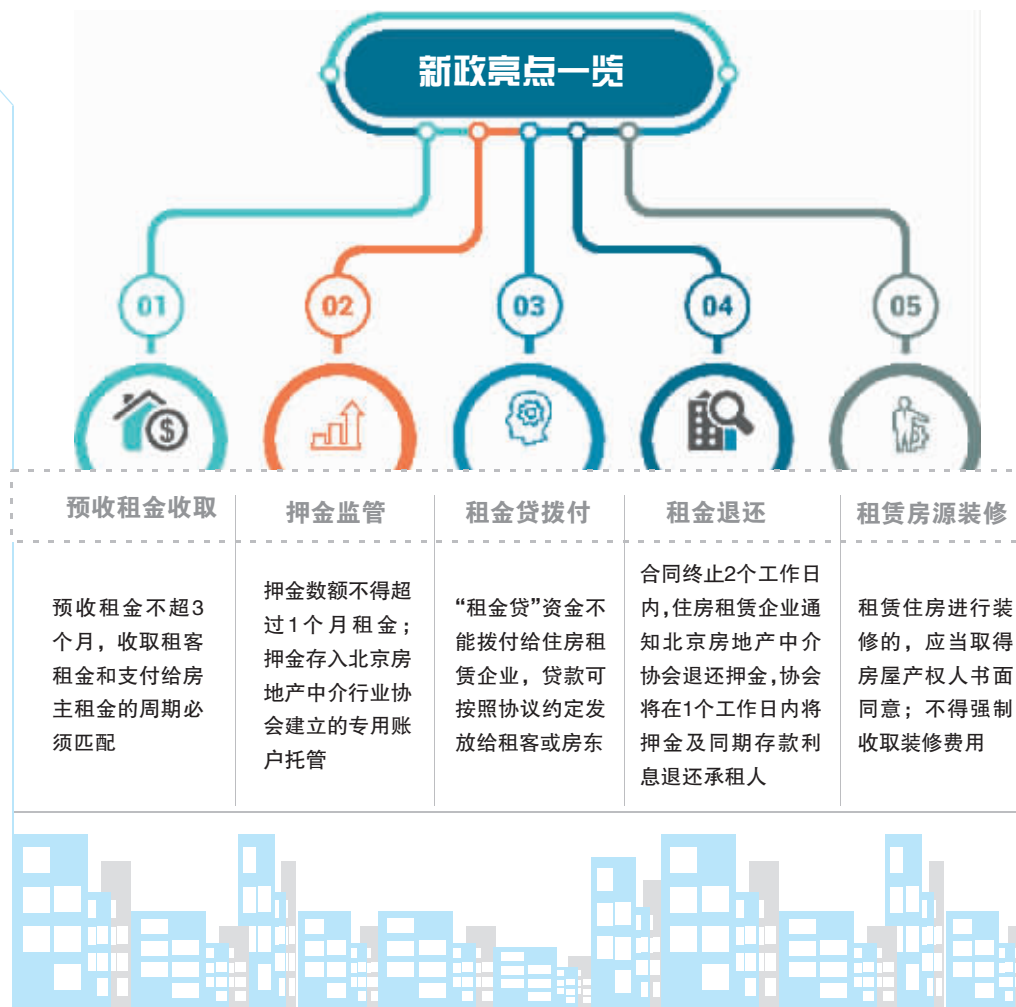 新政亮点一览
01
02
03
04
05
预收租金收取
押金监管
租金贷拨付
租金退还
租赁房源装修
预收租金不超3
个月，收取租客
租金和支付给房
主租金的周期必
须匹配
押金数额不得超
过1个月租金；
押金存入北京房
地产中介行业协
会建立的专用账
户托管
“租金贷”资金不
能拨付给住房租
赁企业，贷款可
按照协议约定发
放给租客或房东
合同终止2个工作日
内,住房租赁企业通
知北京房地产中介
协会退还押金,协会
将在1个工作日内将
押金及同期存款利
息退还承租人
租赁住房进行装
修的，应当取得
房屋产权人书面
同意；不得强制
收取装修费用